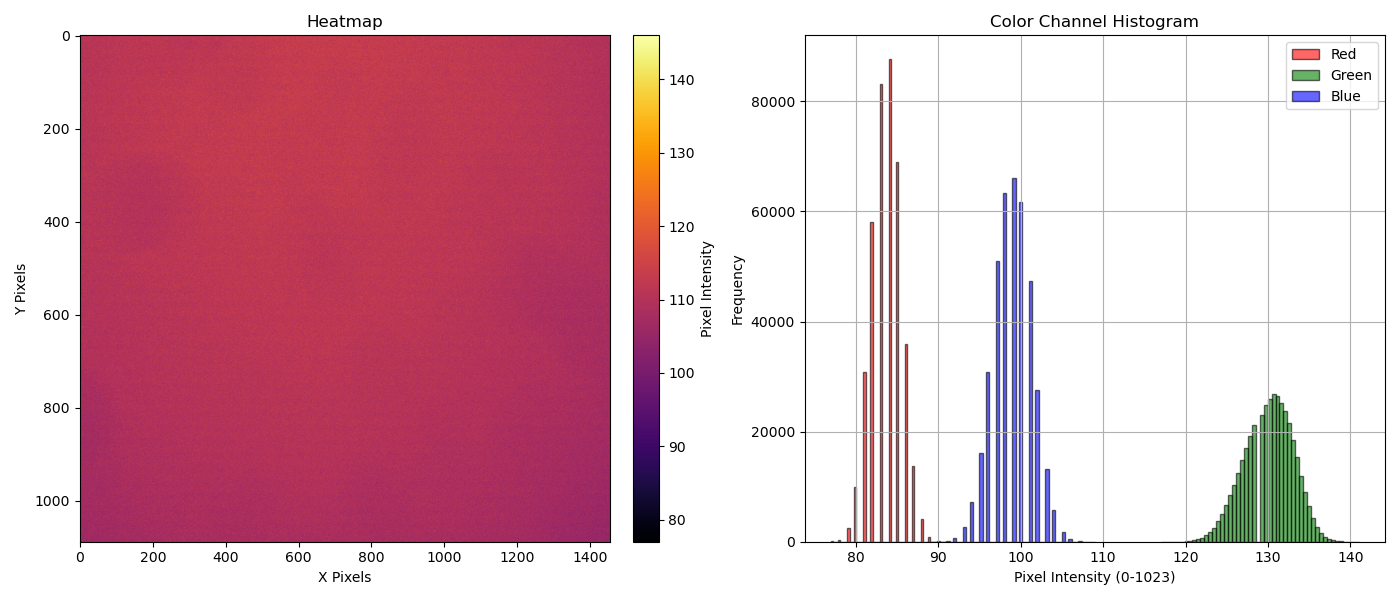 Heatmap
0
200
400
600
800
1000
Y Pixels
0 200 400 600 800 1000 1200 1400
X Pixels
140
130
120
110
100
90
80
Pixel Intensity
Color Channel Histogram
Red
Green
Blue
80000
60000
40000
20000
0
Frequency
80 90 100 110 120 130 140
Pixel Intensity (0-1023)